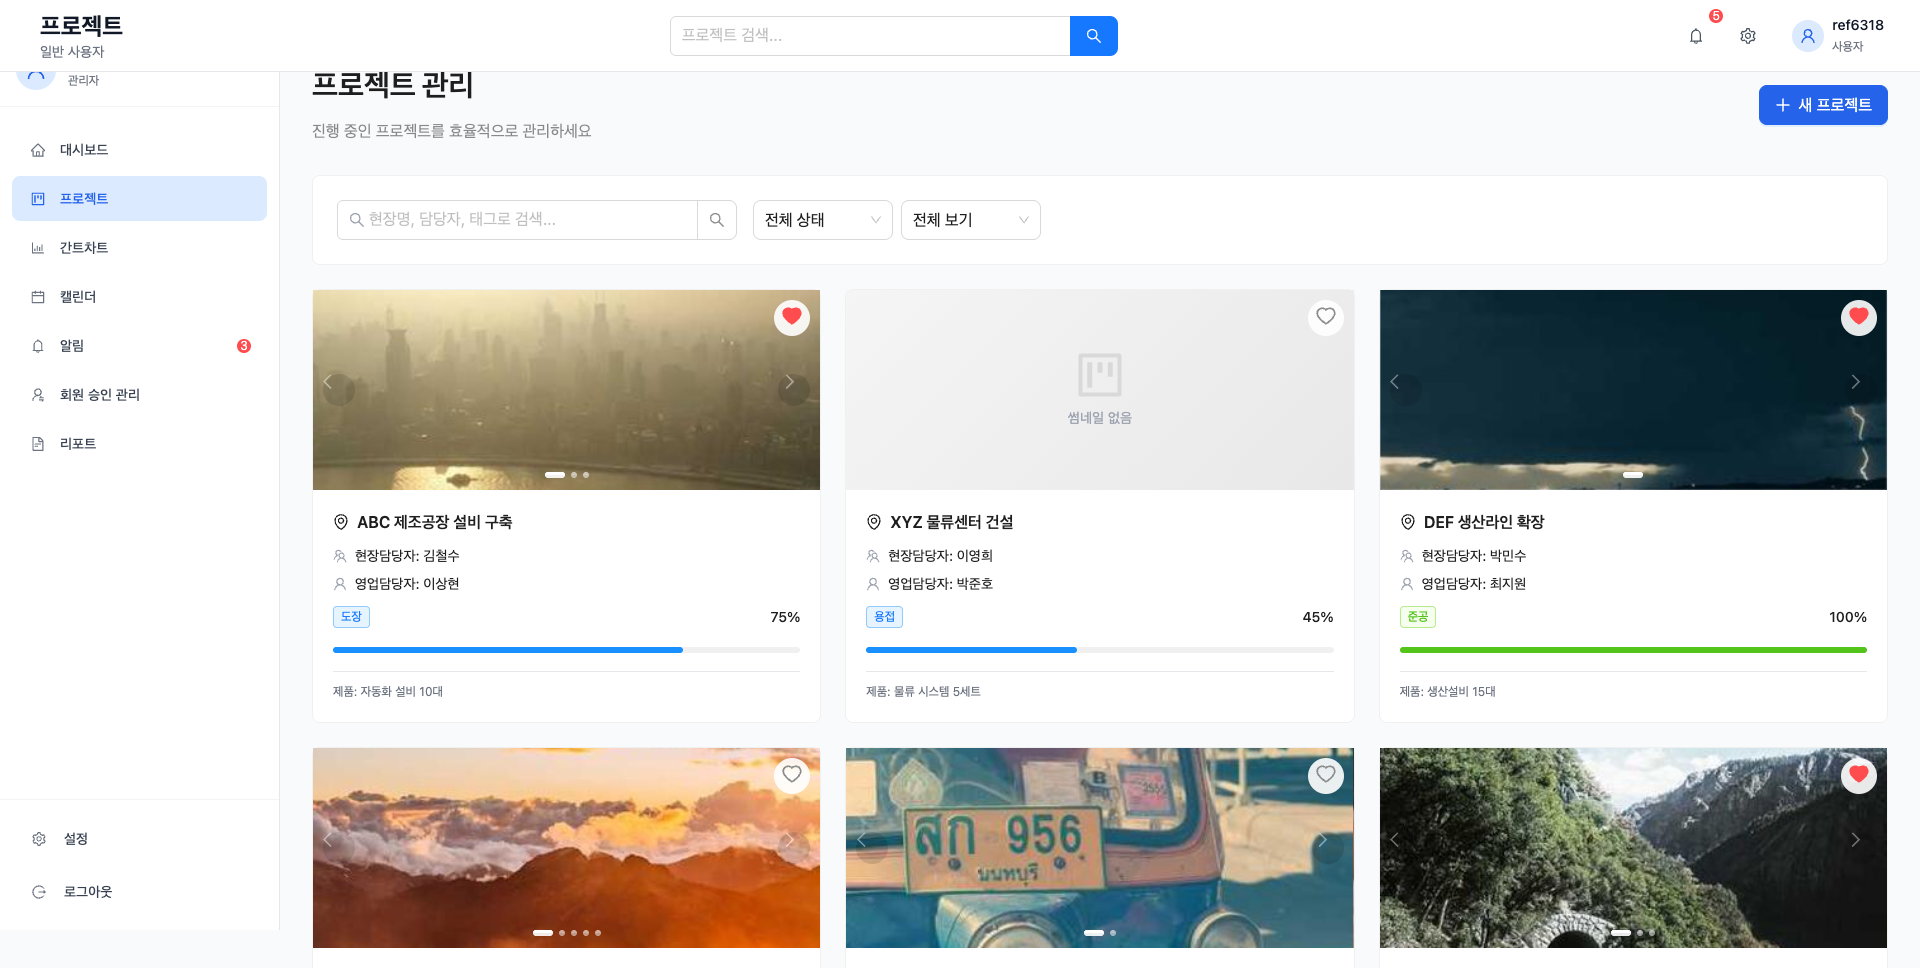 프로젝트
일반 사용자
프로젝트 검색...
5
ref6318
사용자
관리자
대시보드
프로젝트
간트차트
캘린더
알림
3
회원 승인 관리
리포트
설정
로그아웃
프로젝트 관리
진행 중인 프로젝트를 효율적으로 관리하세요
새 프로젝트
현장명, 담당자, 태그로 검색...
전체 상태
전체 보기
ABC 제조공장 설비 구축
현장담당자: 김철수
영업담당자: 이상현
도장
75%
제품: 자동화 설비 10대
썸네일 없음
XYZ 물류센터 건설
현장담당자: 이영희
영업담당자: 박준호
용접
45%
제품: 물류 시스템 5세트
DEF 생산라인 확장
현장담당자: 박민수
영업담당자: 최지원
준공
100%
제품: 생산설비 15대
B
สก 956
นนทบุรี